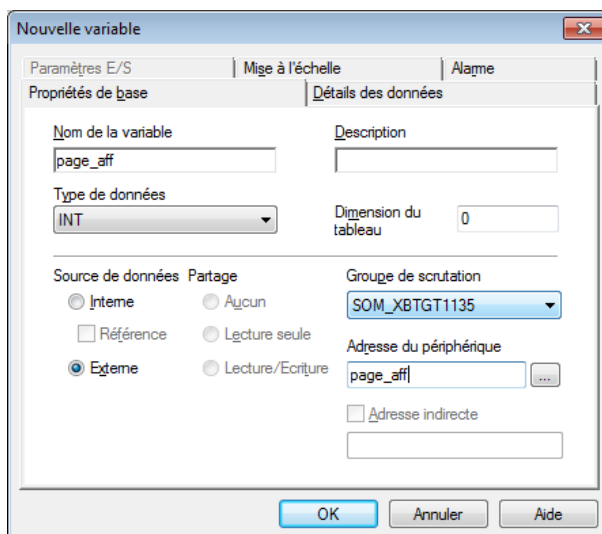 Nouvelle variable
Paramètres E/S
Mise à l'échelle
Alarme
Propriétés de base
Détails des données
Nom de la variable
Description
page_aff
Type de données
INT
Dimension du
tableau
0
Source de données
Partage
Groupe de scrutation
Interne
Aucun
SOM_XBTGT1135
Référence
Lecture seule
Adresse du périphérique
Externe
Lecture/Ecriture
page_aff
...
Adresse indirecte
OK
Annuler
Aide